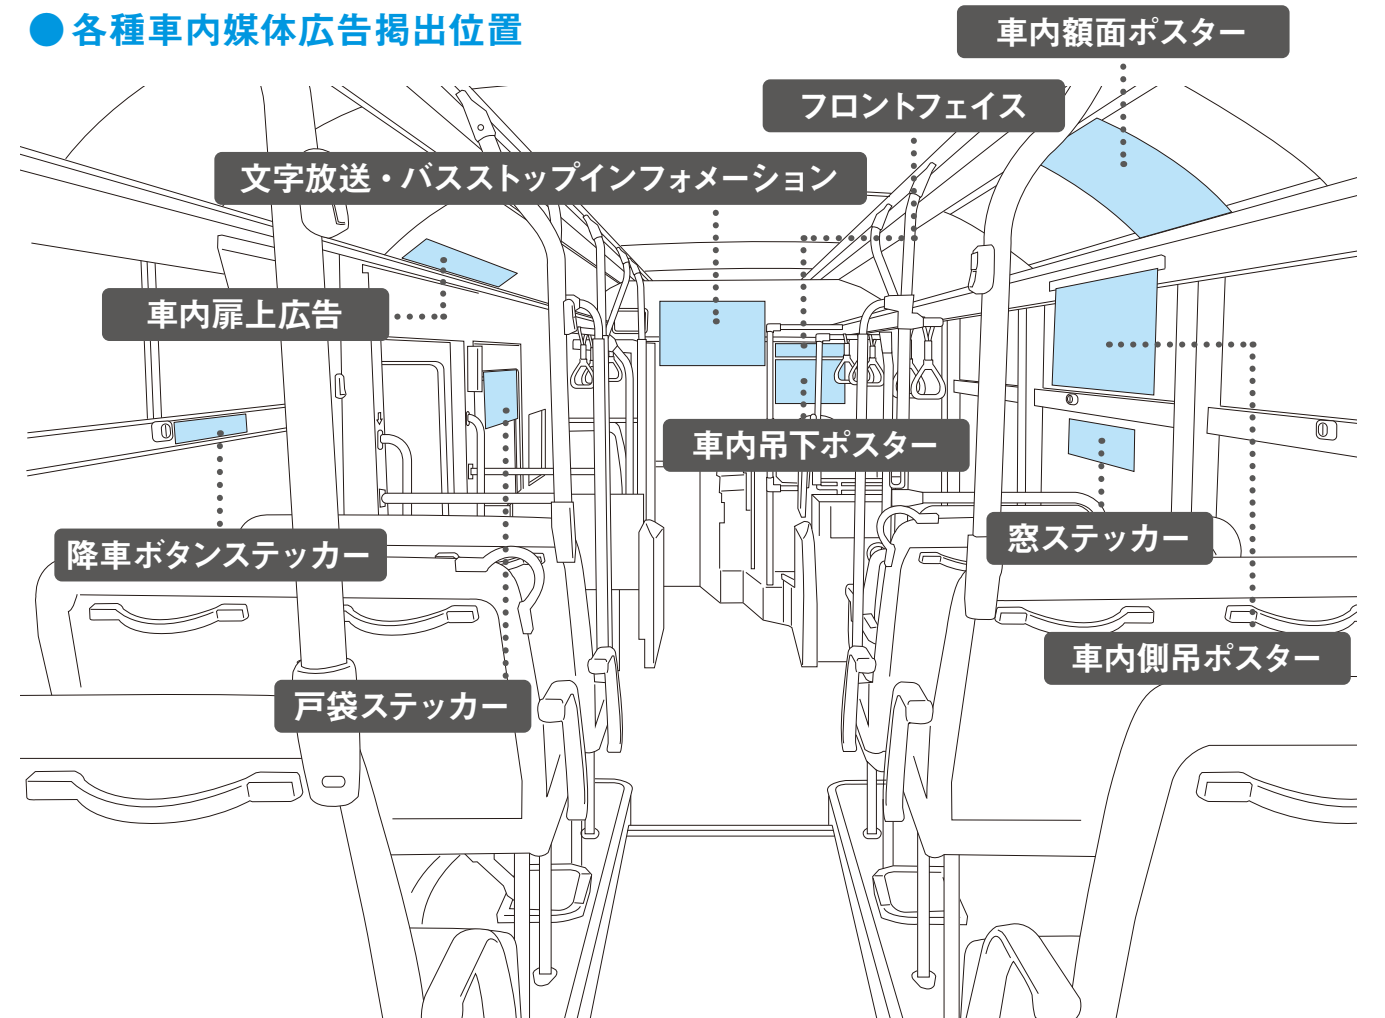 ●各種車内媒体広告掲出位置
車内額面ポスター
フロントフェイス
文字放送・バスストップインフォメーション
車内扉上広告
車内吊下ポスター
降車ボタンステッカー
窓ステッカー
車内側吊ポスター
戸袋ステッカー